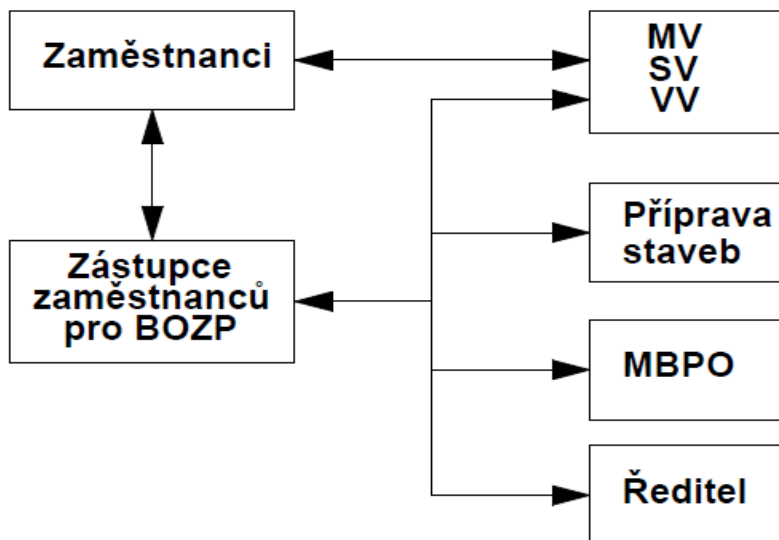 Zaměstnanci
MV
SV
VV
Zástupce
zaměstnanců
pro BOZP
Příprava
staveb
MBPO
Ředitel